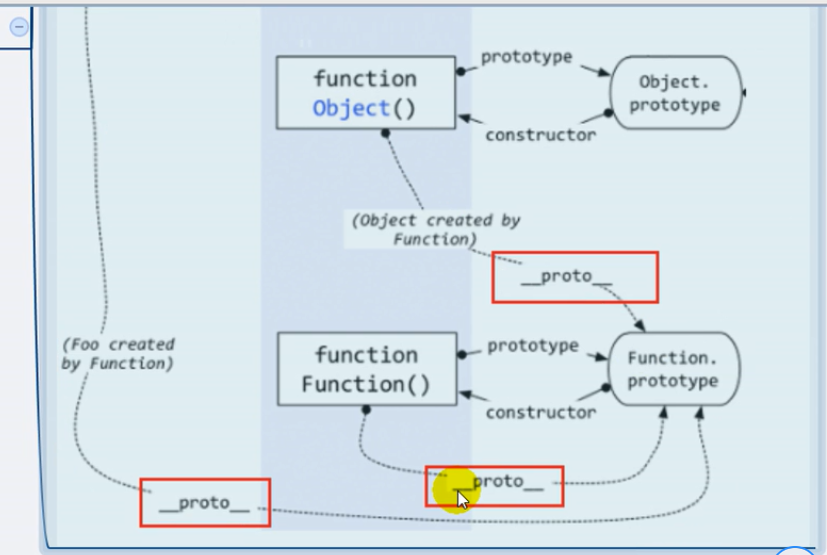 prototype
function
Object()
Object.
prototype
constructor
(Object created by
Function)
__proto__
(Foo created
by Function)
function
Function()
prototype
Function.
prototype
constructor
__proto__
__proto__